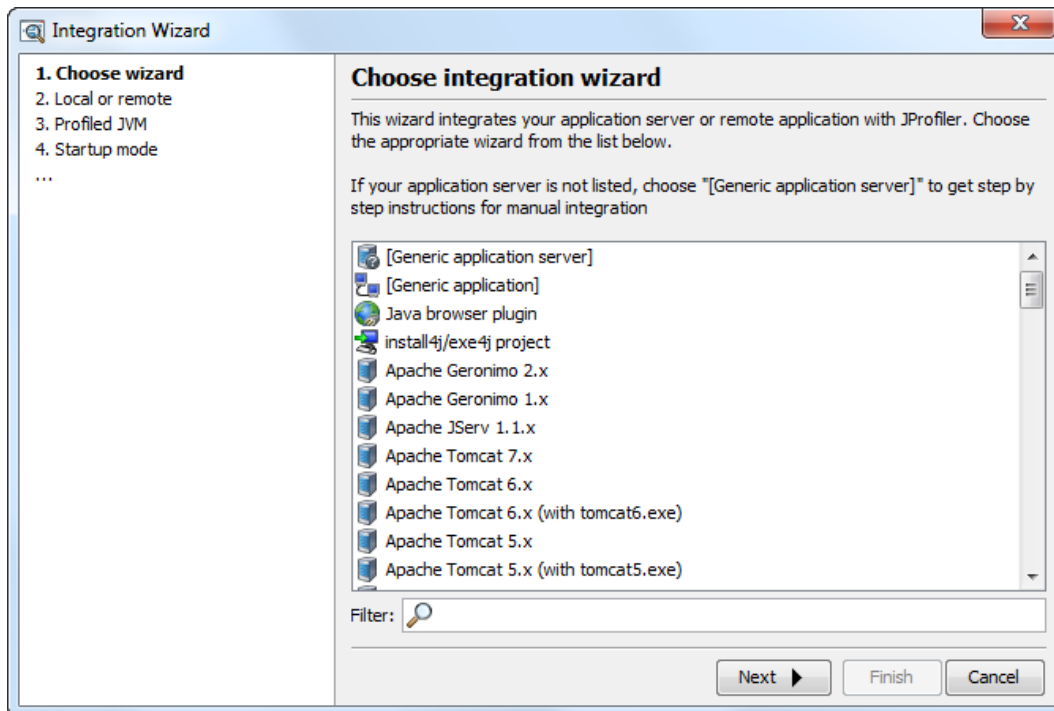 Integration Wizard
1. Choose wizard
2. Local or remote
3. Profiled JVM
4. Startup mode
...
Choose integration wizard
This wizard integrates your application server or remote application with JProfiler. Choose
the appropriate wizard from the list below.
If your application server is not listed, choose "[Generic application server]" to get step by
step instructions for manual integration
[Generic application server]
[Generic application]
Java browser plugin
install4j/exe4j project
Apache Geronimo 2.x
Apache Geronimo 1.x
Apache JServ 1.1.x
Apache Tomcat 7.x
Apache Tomcat 6.x
Apache Tomcat 6.x (with tomcat6.exe)
Apache Tomcat 5.x
Apache Tomcat 5.x (with tomcat5.exe)
Filter:
Next
Finish
Cancel